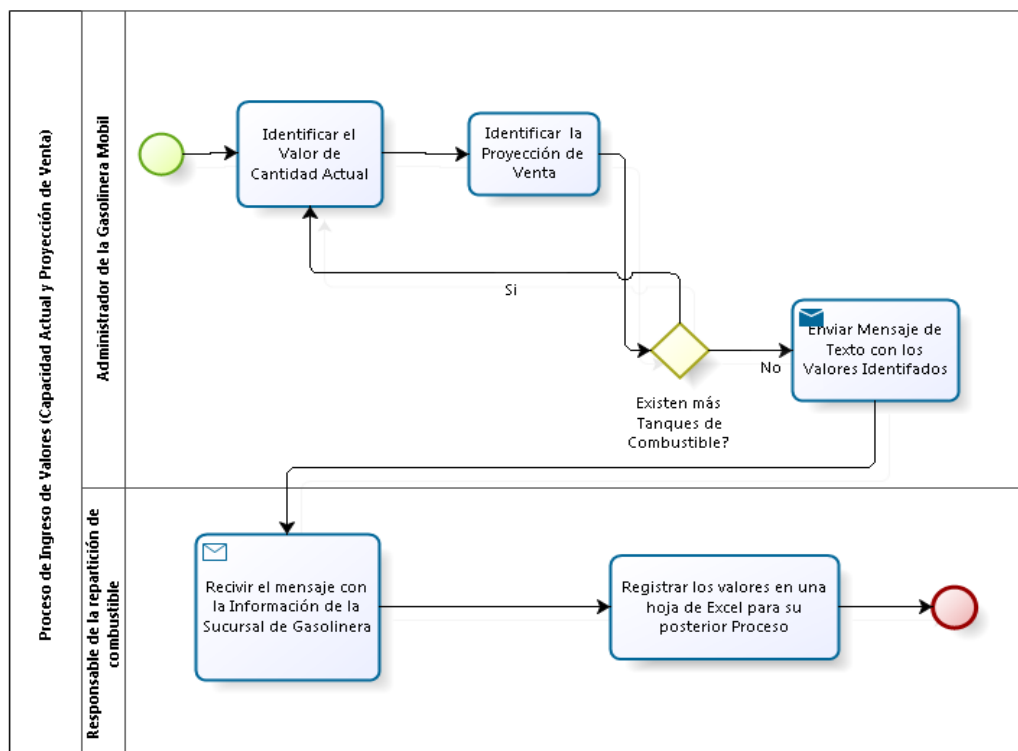 Proceso de Ingreso de Valores (Capacidad Actual y Proyección de Venta)
Administrador de la Gasolinera Mobil
Identificar el
Valor de
Cantidad Actual
Identificar la
Proyección de
Venta
Si
No
Existen más
Tanques de
Combustible?
Enviar Mensaje de
Texto con los
Valores Identifados
Responsable de la repartición de
combustible
Recivir el mensaje con
la Información de la
Sucursal de Gasolinera
Registrar los valores en una
hoja de Excel para su
posterior Proceso